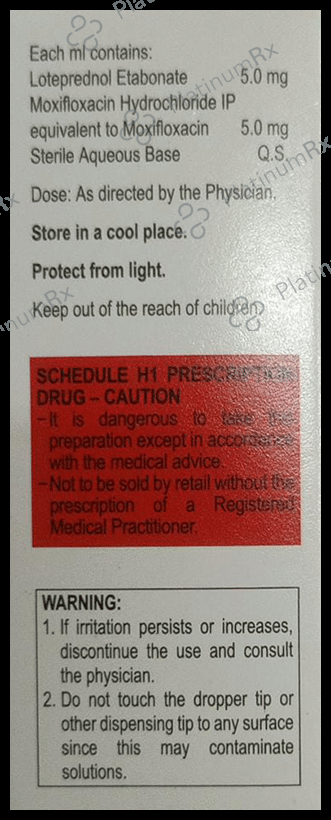 Each ml contains:
Loteprednol Etabonate 5.0 mg
Moxifloxacin Hydrochloride IP
equivalent to Moxifloxacin 5.0 mg
Sterile Aqueous Base Q.S.
Dose: As directed by the Physician.
Store in a cool place.
Protect from light.
Keep out of the reach of children.
SCHEDULE H1 PRESCRIPTION
DRUG – CAUTION
–It is dangerous to take this
preparation except in accordance
with the medical advice.
–Not to be sold by retail without the
prescription of a Registered
Medical Practitioner.
WARNING:
1. If irritation persists or increases,
discontinue the use and consult
the physician.
2. Do not touch the dropper tip or
other dispensing tip to any surface
since this may contaminate
solutions.
PlatinumRx